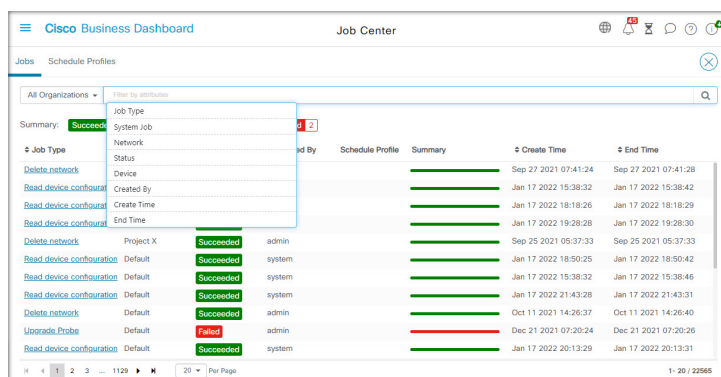 Cisco Business Dashboard Job Center 45
Jobs Schedule Profiles
All Organizations Filter by attributes
Summary: Succeede d 2
Job Type
System Job
Network
Status
Device
Created By
Create Time
End Time
Job Type ed By Schedule Profile Summary Create Time End Time
Delete network Sep 27 2021 07:41:24 Sep 27 2021 07:41:28
Read device configurat Jan 17 2022 15:38:32 Jan 17 2022 15:38:42
Read device configurat Jan 17 2022 18:18:26 Jan 17 2022 18:18:29
Read device configurat Jan 17 2022 19:28:28 Jan 17 2022 19:28:30
Delete network Project X Succeeded admin Sep 25 2021 05:37:33 Sep 25 2021 05:37:33
Read device configuration Default Succeeded system Jan 17 2022 18:50:25 Jan 17 2022 18:50:42
Read device configuration Default Succeeded system Jan 17 2022 15:38:32 Jan 17 2022 15:38:46
Read device configuration Default Succeeded system Jan 17 2022 21:43:28 Jan 17 2022 21:43:31
Delete network Default Succeeded admin Oct 11 2021 14:26:37 Oct 11 2021 14:26:40
Upgrade Probe Default Failed admin Dec 21 2021 07:20:24 Dec 21 2021 07:20:26
Read device configuration Default Succeeded system Jan 17 2022 20:13:29 Jan 17 2022 20:13:31
1 2 3 ... 1129 20 Per Page 1- 20 / 22565